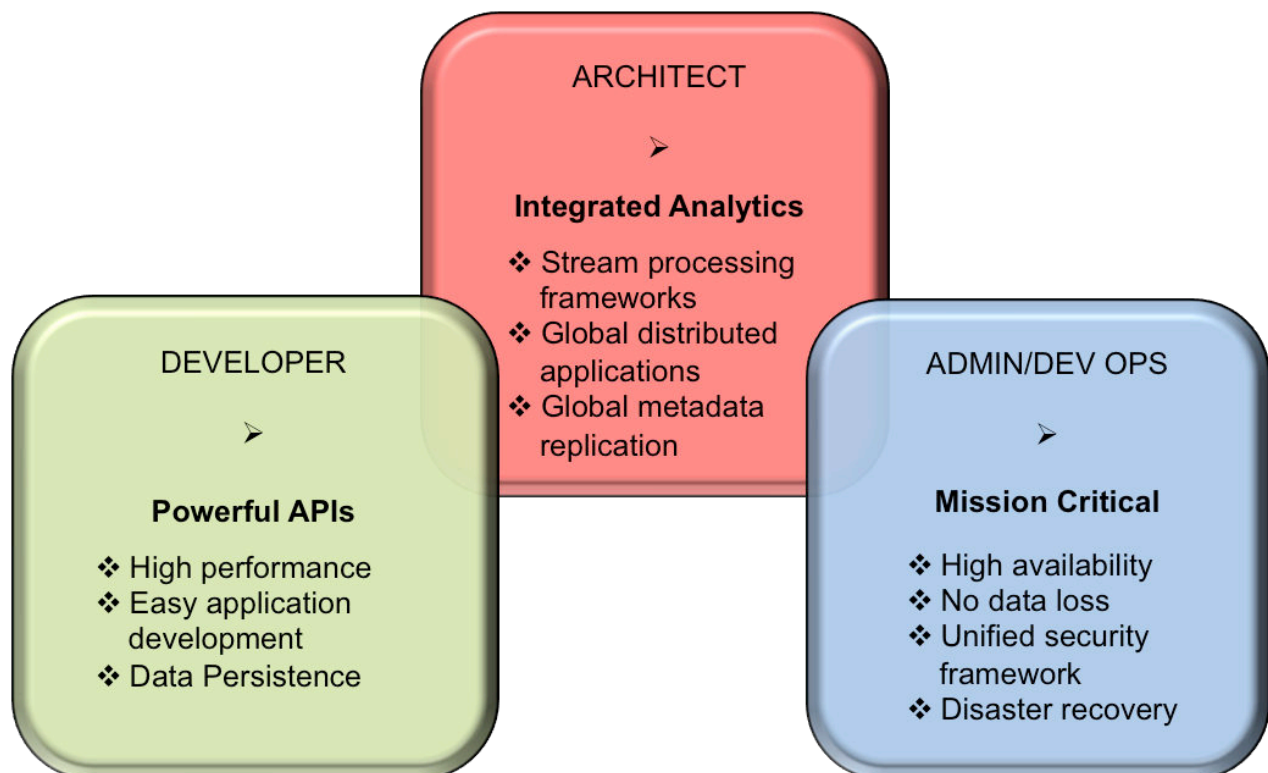 ARCHITECT
➢
Integrated Analytics
❖ Stream processing
frameworks
❖ Global distributed
applications
❖ Global metadada
replication
DEVELOPER
➢
Powerful APIs
❖ High performance
❖ Easy application
development
❖ Data Persistence
ADMIN/DEV OPS
➢
Mission Critical
❖ High availability
❖ No data loss
❖ Unified security
framework
❖ Disaster recovery